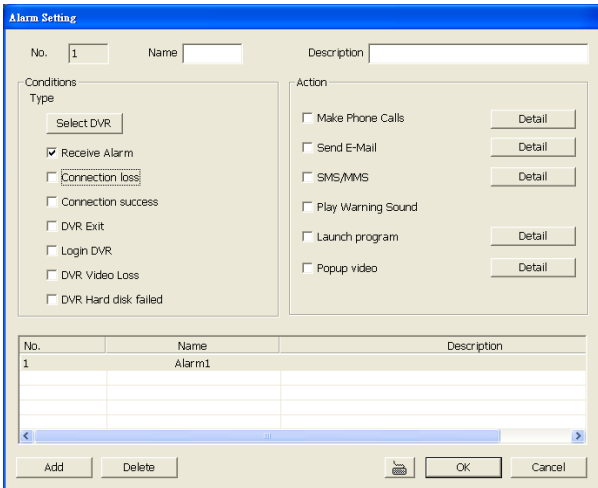 Alarm Setting
No. 1 Name Description
Conditions
Type
Select DVR
Receive Alarm
Connection loss
Connection success
DVR Exit
Login DVR
DVR Video Loss
DVR Hard disk failed
Action
Make Phone Calls Detail
Send E-Mail Detail
SMS/MMS Detail
Play Warning Sound
Launch program Detail
Popup video Detail
No. Name Description
1 Alarm1
Add Delete OK Cancel